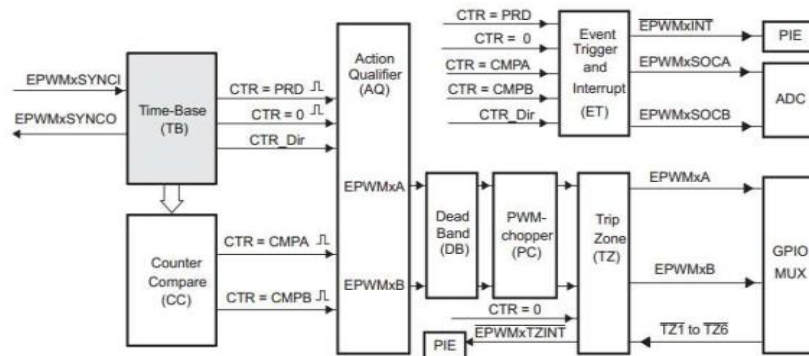 EPWMxSYNCI
EPWMxSYNCO
Time-Base
(TB)
CTR = PRD
CTR = 0
CTR_Dir
Counter
Compare
(CC)
CTR = CMPA
CTR = CMPB
Action
Qualifier
(AQ)
EPWMxA
EPWMxB
CTR = PRD
CTR = 0
CTR = CMPA
CTR = CMPB
CTR_Dir
Event
Trigger
and
Interrupt
(ET)
EPWMxINT
EPWMxSOCA
EPWMxSOCB
PIE
ADC
Dead
Band
(DB)
PWM-
chopper
(PC)
CTR = 0
EPWMxTZINT
PIE
Trip
Zone
(TZ)
EPWMxA
EPWMxB
TZ1 to TZ6
GPIO
MUX